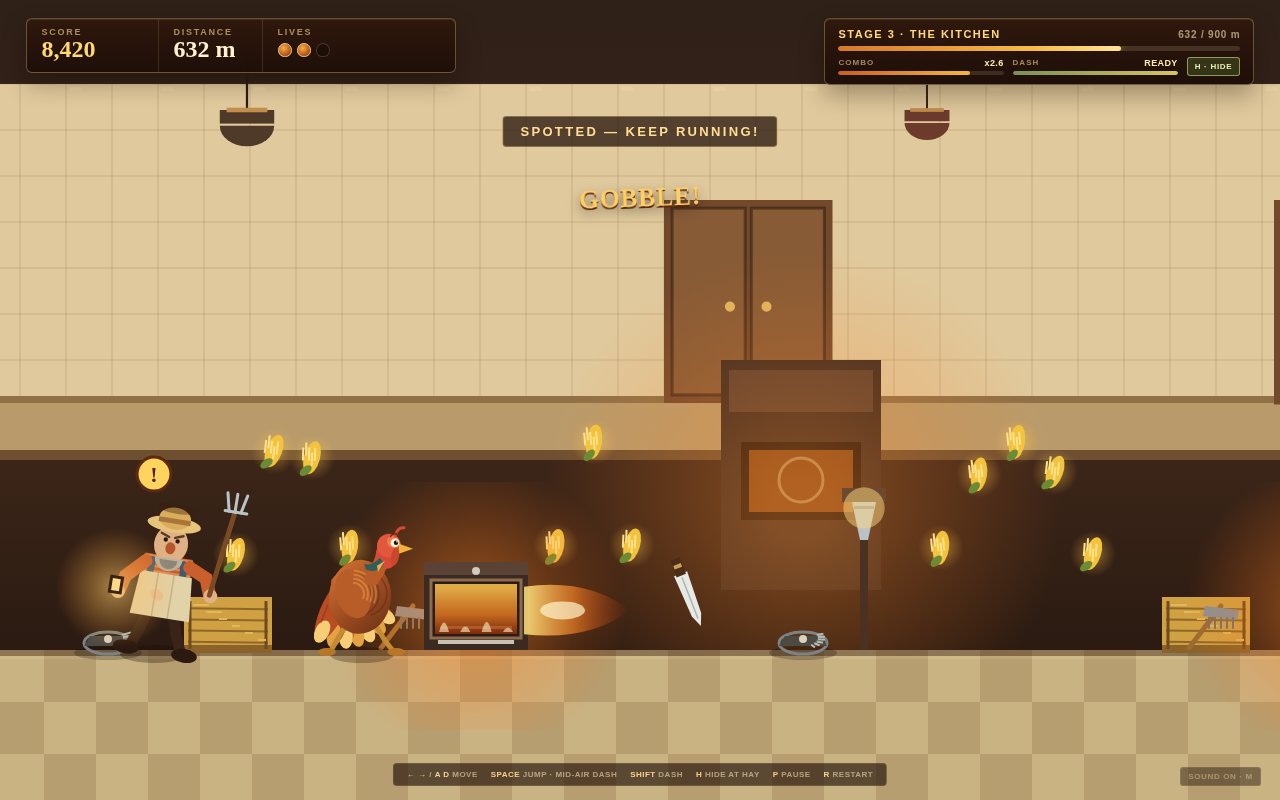 SCORE
8,420
DISTANCE
632 m
LIVES
STAGE 3 · THE KITCHEN
632 / 900 m
COMBO
x2.6
DASH
READY
H · HIDE
SPOTTED — KEEP RUNNING!
GOBBLE!
!
← → / A D MOVE SPACE JUMP · MID-AIR DASH SHIFT DASH H HIDE AT HAY P PAUSE R RESTART
SOUND ON · M